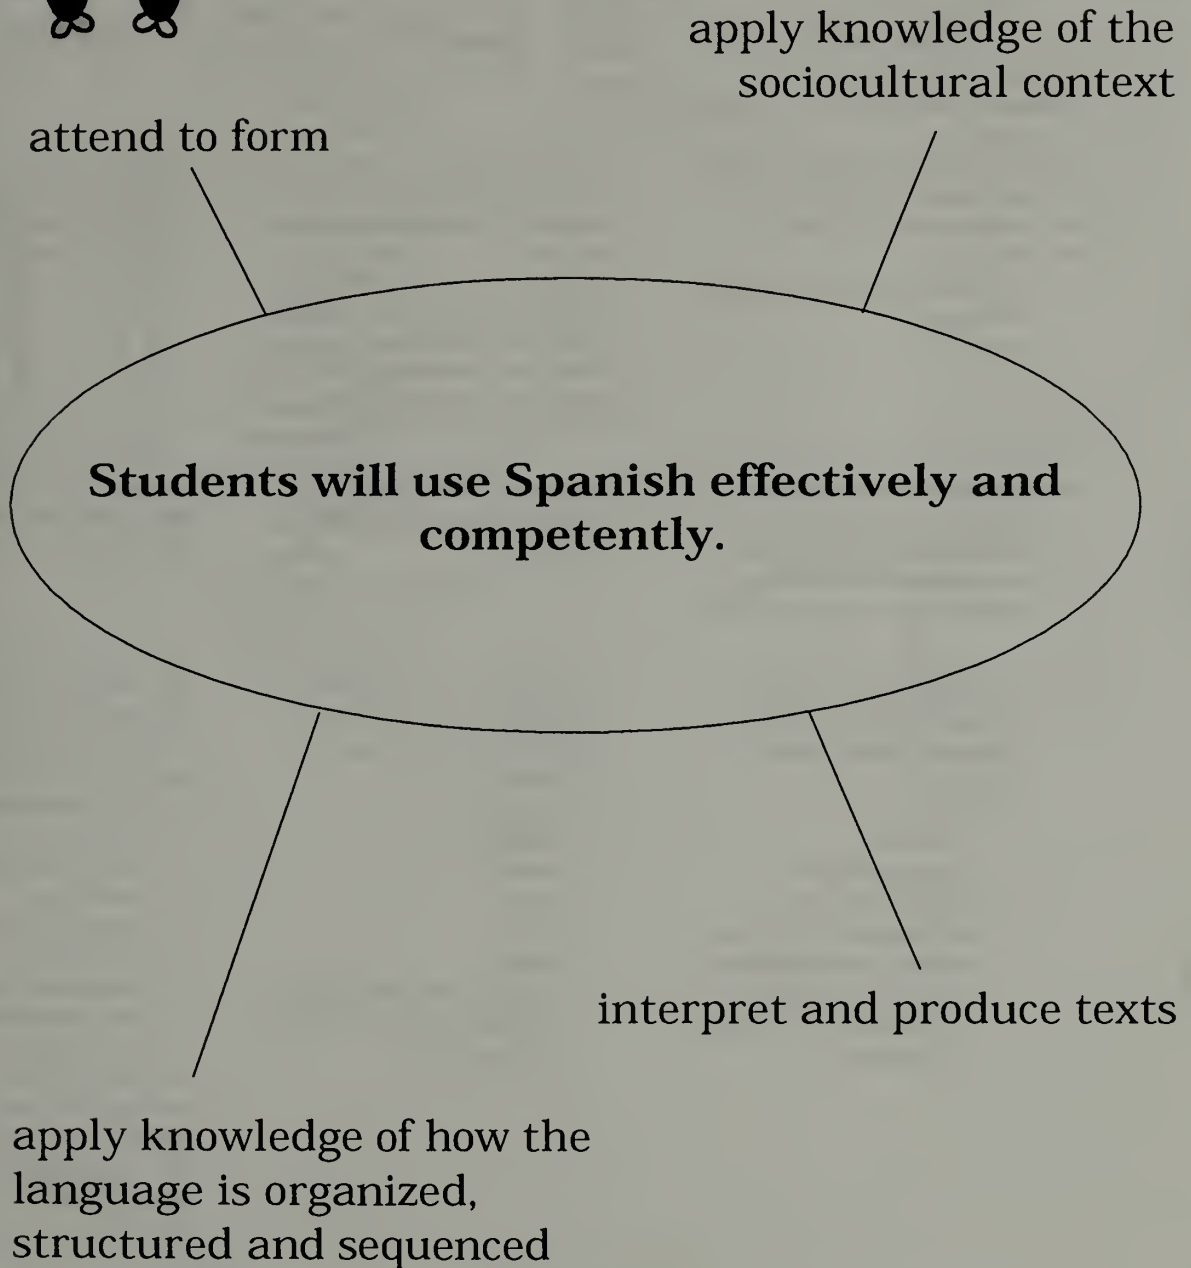 apply knowledge of the
sociocultural context
attend to form
Students will use Spanish effectively and
competently.
interpret and produce texts
apply knowledge of how the
language is organized,
structured and sequenced